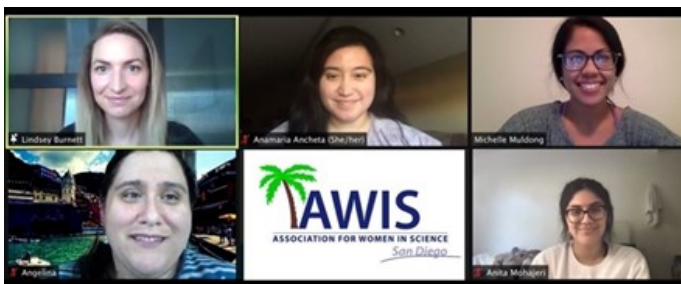 Lindsey Burnett
Anamaria Ancheta (She/her)
Michelle Muldong
Angelina
AWIS
ASSOCIATION FOR WOMEN IN SCIENCE
San Diego
Anita Mohajeri